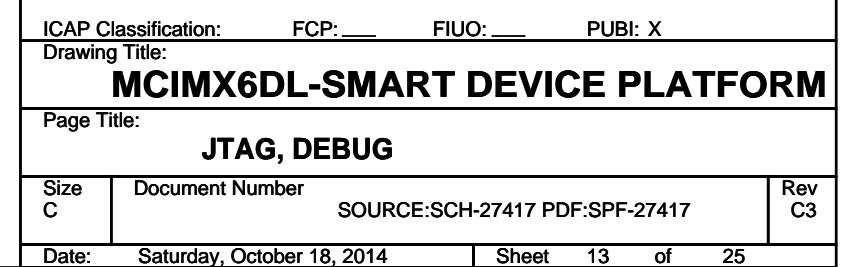 ICAP Classification: FCP: ___ FIUO: ___ PUBI: X
Drawing Title:
MCIMX6DL-SMART DEVICE PLATFORM
Page Title:
JTAG, DEBUG
Size Document Number Rev
C SOURCE:SCH-27417 PDF:SPF-27417 C3
Date: Saturday, October 18, 2014 Sheet 13 of 25